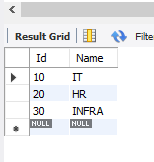 Result Grid Filte
Id Name
10 IT
20 HR
30 INFRA
NULL NULL